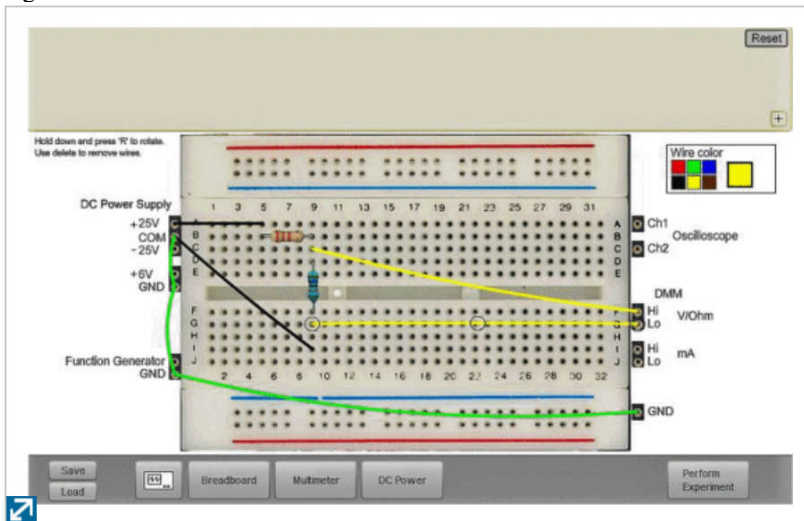 Reset
+
Hold down and press 'R' to rotate.
Use delete to remove wires.
Wire color
DC Power Supply
+25V
COM
-25V
+6V
GND
Function Generator
GND
1 3 5 7 9 11 13 15 17 19 21 23 25 27 29 31
A
B
C
D
E
F
G
H
I
J
2 4 6 8 10 12 14 16 18 20 22 24 26 28 30 32
A
B
C
D
E
F
H
I
J
Ch1
Ch2
Oscilloscope
DMM
Hi
Lo
V/Ohm
Hi
Lo
mA
GND
Save
Load
Breadboard
Multimeter
DC Power
Perform
Experiment